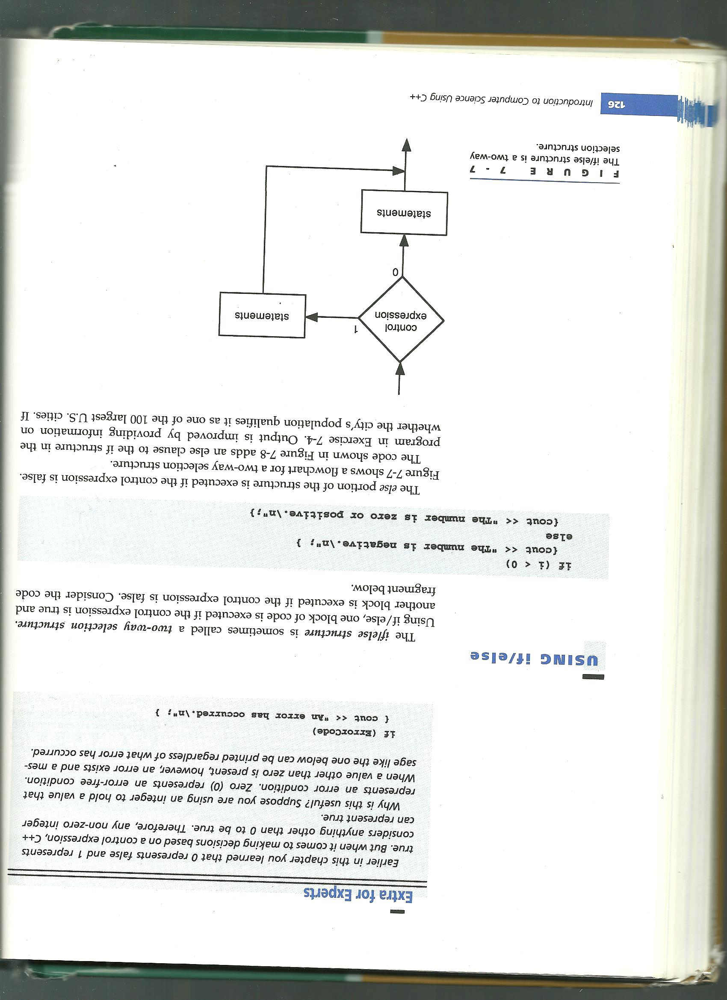 Extra for Experts
Earlier in this chapter you learned that 0 represents false and 1 represents
true. But when it comes to making decisions based on a control expression, C++
considers anything other than 0 to be true. Therefore, any non-zero integer
can represent true.
Why is this useful? Suppose you are using an integer to hold a value that
represents an error condition. Zero (0) represents an error-free condition.
When a value other than zero is present, however, an error exists and a mes-
sage like the one below can be printed regardless of what error has occurred.
if (ErrorCode)
{ cout << "An error has occurred.\n"; }
USING if/else
The if/else structure is sometimes called a two-way selection structure.
Using if/else, one block of code is executed if the control expression is true and
another block is executed if the control expression is false. Consider the code
fragment below.
if (i < 0)
{cout << "The number is negative.\n"; }
else
{cout << "The number is zero or positive.\n";}
The else portion of the structure is executed if the control expression is false.
Figure 7-7 shows a flowchart for a two-way selection structure.
The code shown in Figure 7-8 adds an else clause to the if structure in the
program in Exercise 7-4. Output is improved by providing information on
whether the city's population qualifies it as one of the 100 largest U.S. cities. If
control
expression
1
statements
0
statements
FIGURE 7-7
The if/else structure is a two-way
selection structure.
126
Introduction to Computer Science Using C++